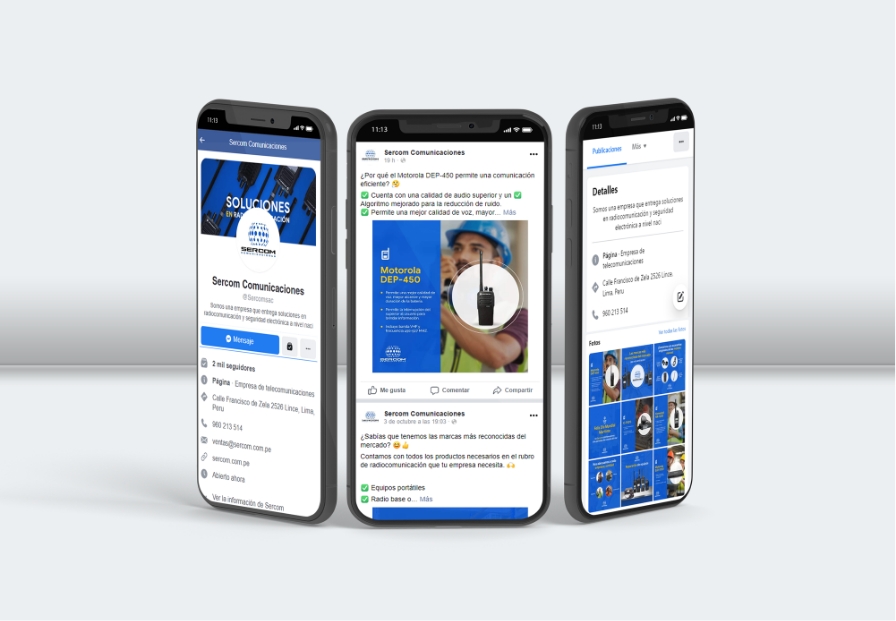 11:13
Sercom Comunicaciones
SOLUCIONES
EN RADIOCOMUNICACIÓN
SERCOM
Sercom Comunicaciones
@Sercomsac
Somos una empresa que entrega soluciones en
radiocomunicación y seguridad electrónica a nivel naci
Mensaje
2 mil seguidores
Página · Empresa de telecomunicaciones
Calle Francisco de Zela 2526 Lince, Lima,
Peru
960 213 514
ventas@sercom.com.pe
sercom.com.pe
Abierto ahora
Ver la información de Sercom
11:13
Sercom Comunicaciones
16 h ·
¿Por qué el Motorola DEP-450 permite una comunicación
eficiente? 🤔
✅ Cuenta con una calidad de audio superior y un ✅
Algoritmo mejorado para la reducción de ruido.
✅ Permite una mejor calidad de voz, mayor... Más
Motorola
DEP-450
SERCOM
Me gusta
Comentar
Compartir
Sercom Comunicaciones
3 de octubre a las 19:03 ·
¿Sabías que tenemos las marcas más reconocidas del
mercado? 😄👍
Contamos con todos los productos necesarios en el rubro
de radiocomunicación que tu empresa necesita. 🙌
✅ Equipos portátiles
✅ Radio base o... Más
11:13
Publicaciones
Más
Detalles
Somos una empresa que entrega soluciones
en radiocomunicación y seguridad
electrónica a nivel naci
Página · Empresa de
telecomunicaciones
Calle Francisco de Zela 2526 Lince,
Lima, Peru
960 213 514
Fotos
Ver todas las fotos